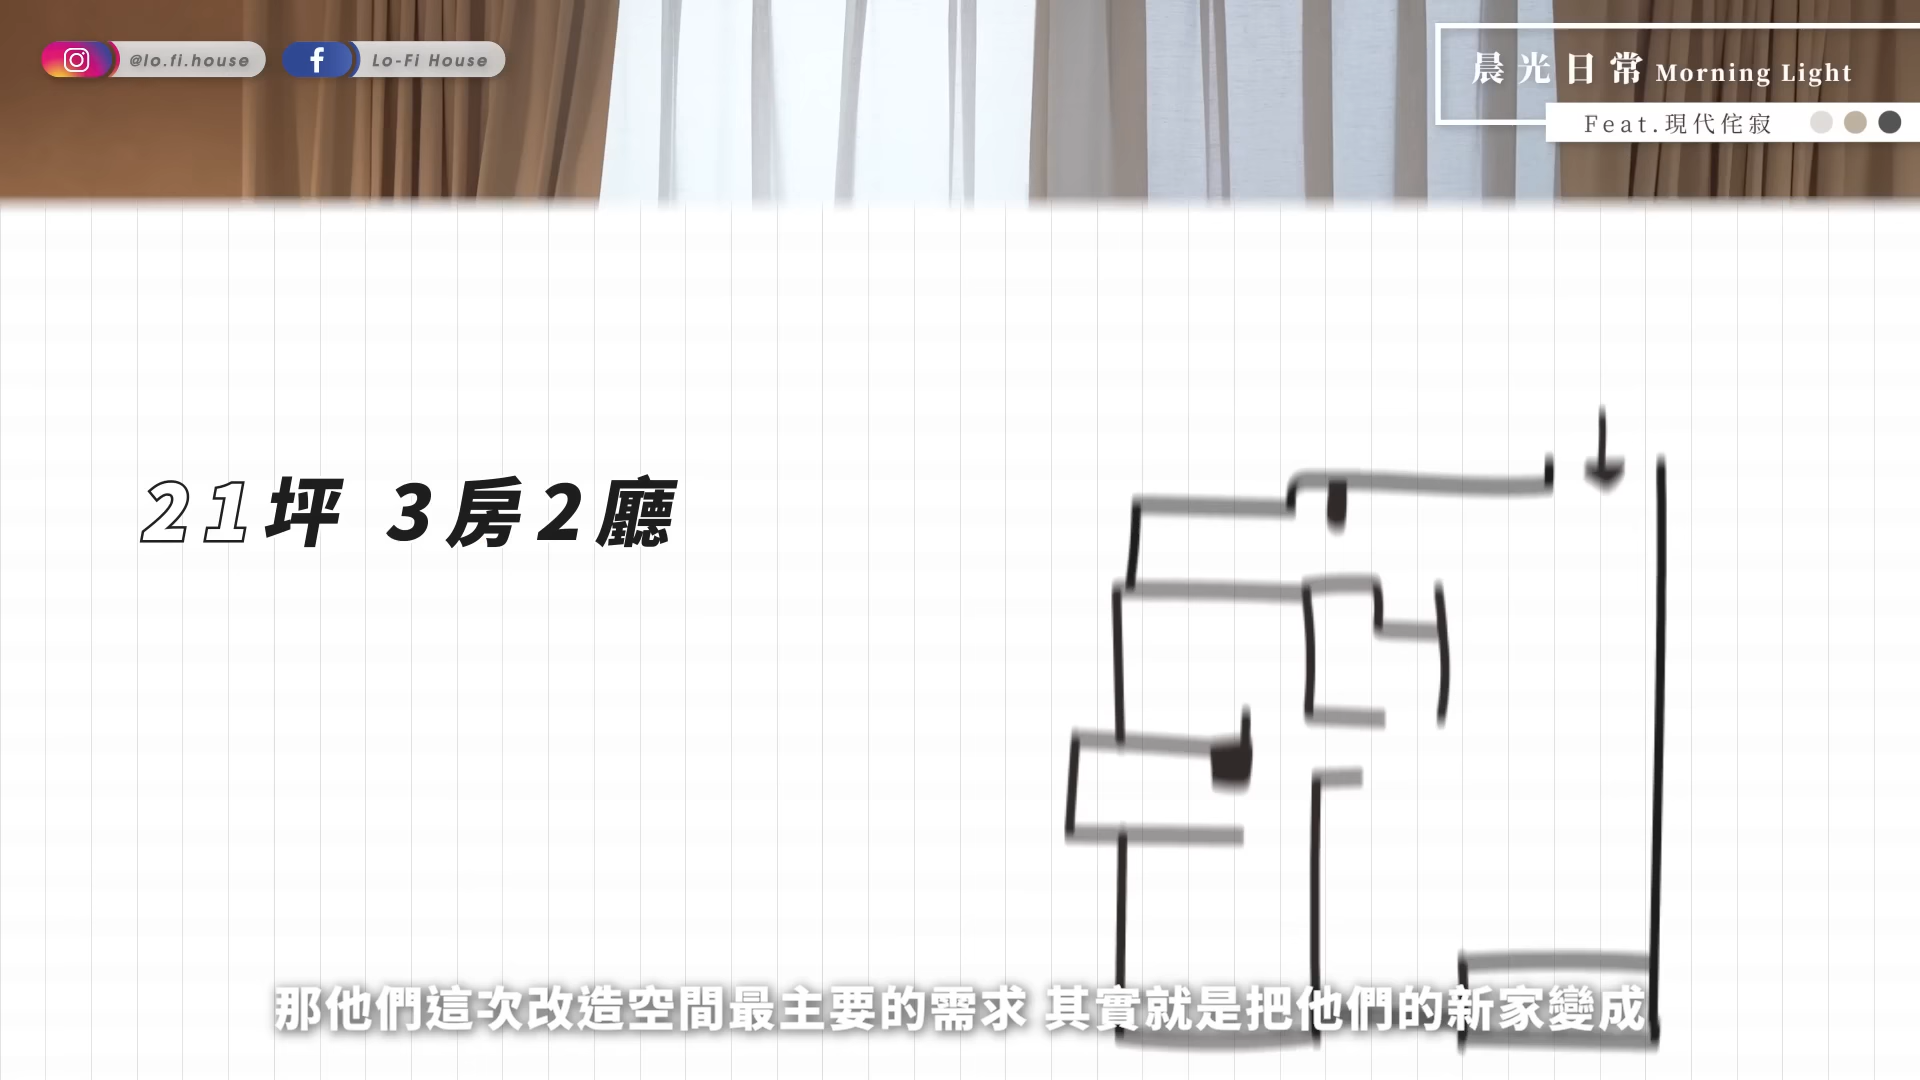 @lo.fi.house
Lo-Fi House
晨光日常 Morning Light
Feat.現代侘寂
21坪 3房2廳
那他們這次改造空間最主要的需求 其實就是把他們的新家變成